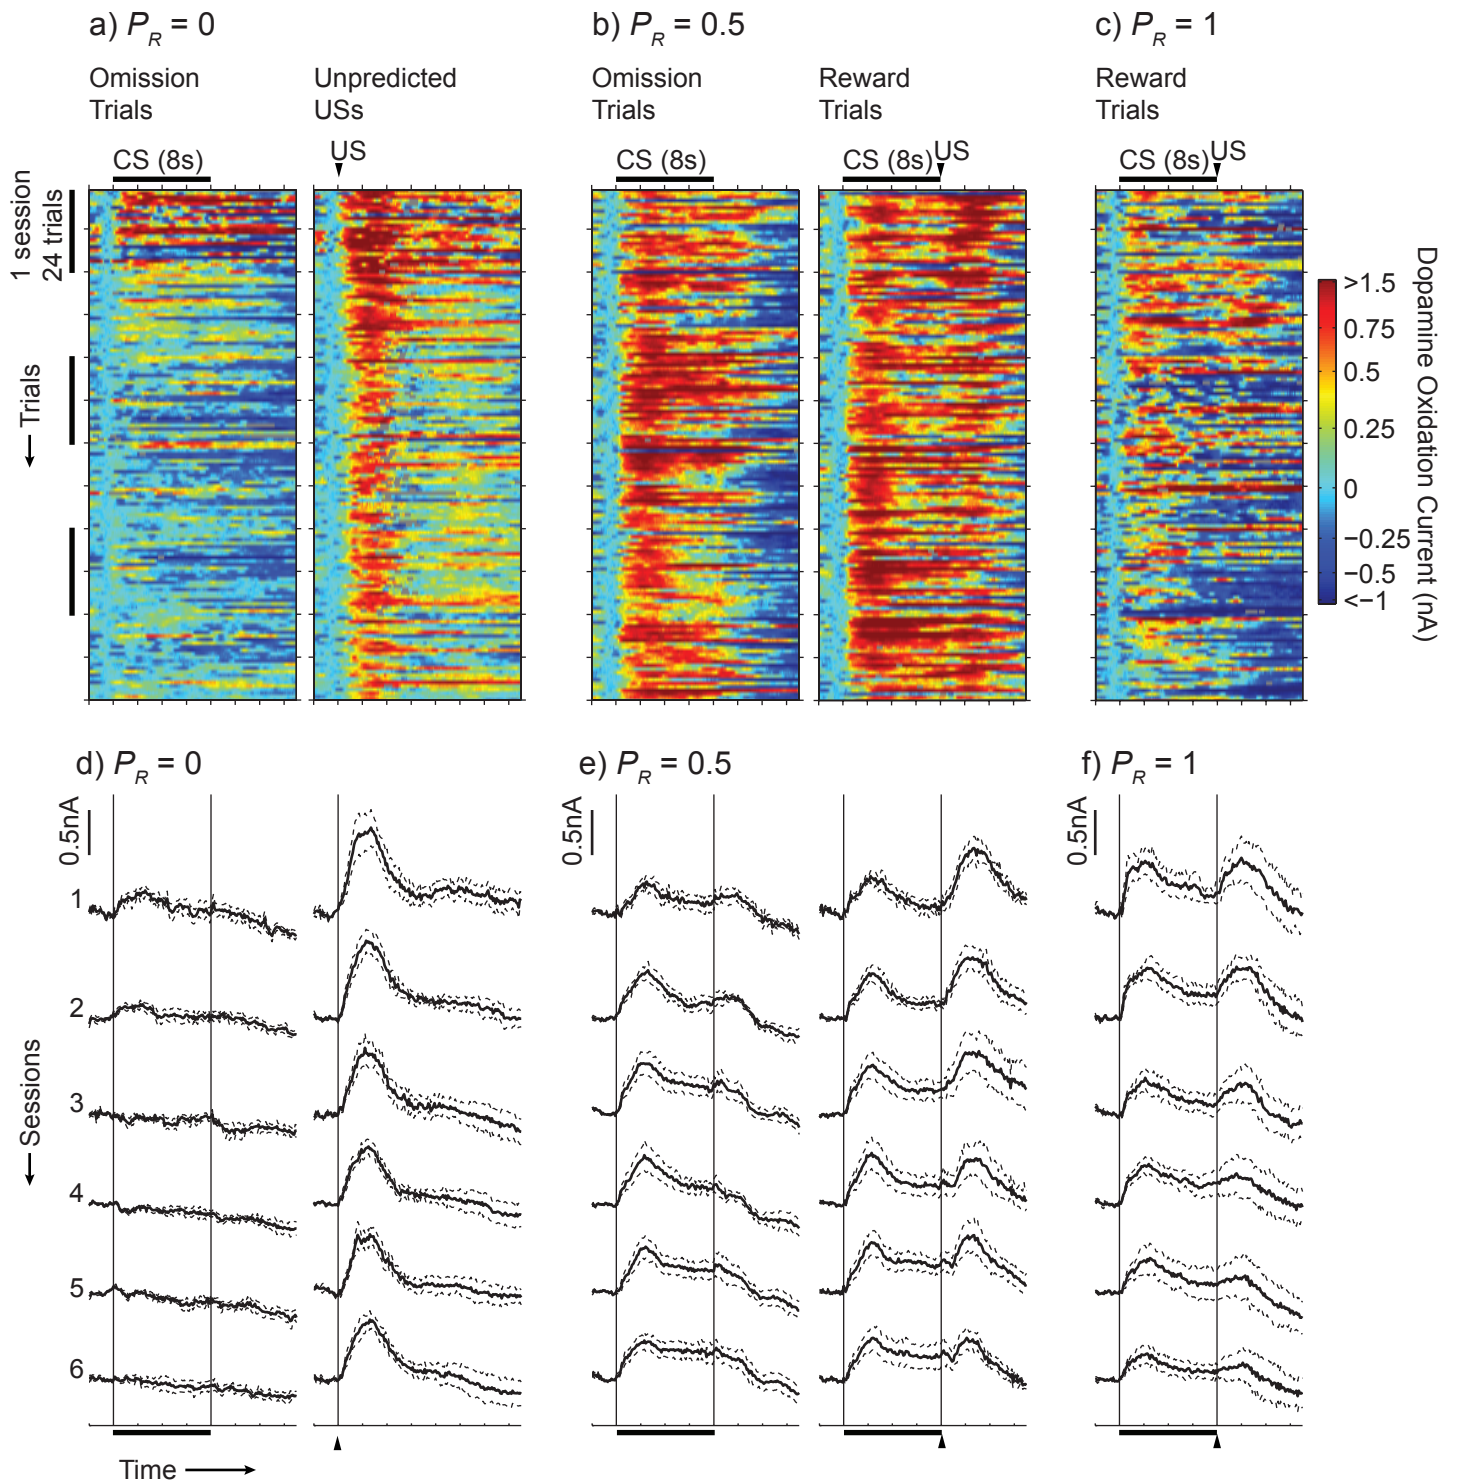 a) P_R = 0
b) P_R = 0.5
c) P_R = 1
Omission
Trials
Unpredicted
USs
Omission
Trials
Reward
Trials
Reward
Trials
CS (8s)
US
CS (8s)
CS (8s)
US
CS (8s)
US
1 session
24 trials
← Trials
Dopamine Oxidation Current (nA)
>1.5
0.75
0.5
0.25
0
−0.25
−0.5
<−1
d) P_R = 0
e) P_R = 0.5
f) P_R = 1
0.5nA
0.5nA
0.5nA
1
2
3
4
5
6
← Sessions
Time →